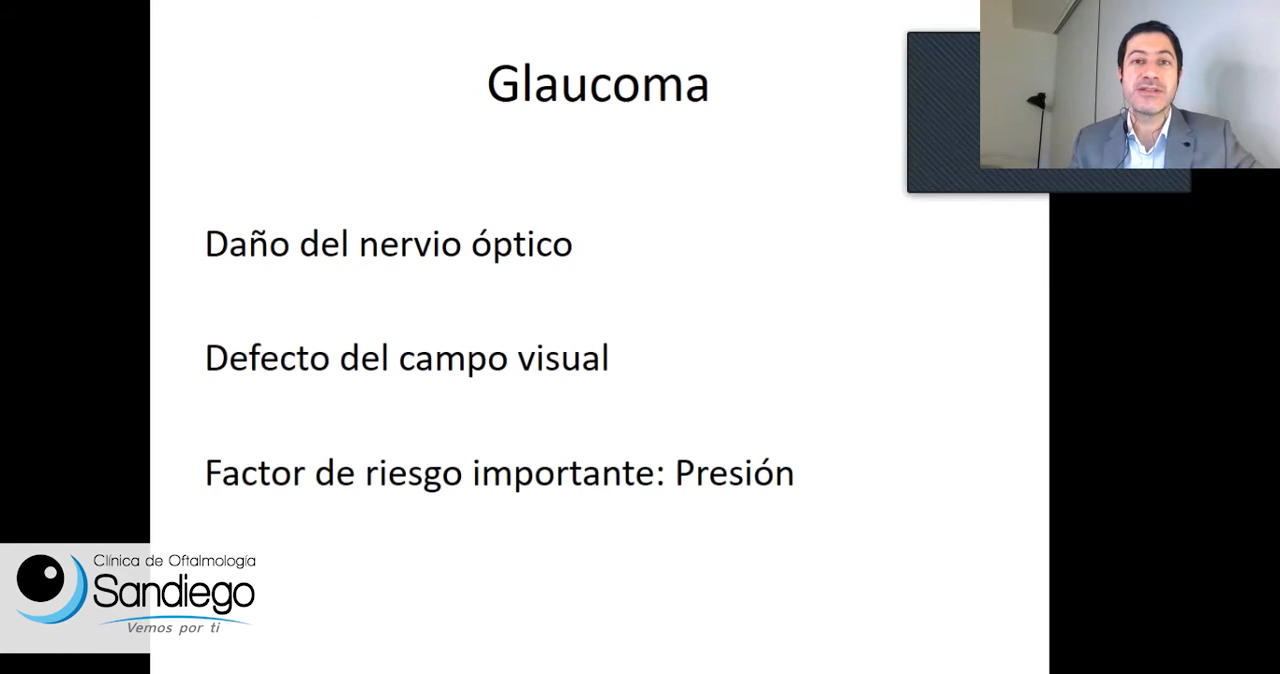 Glaucoma
Daño del nervio óptico
Defecto del campo visual
Factor de riesgo importante: Presión
Clínica de Oftalmología
Sandiego
Vemos por ti